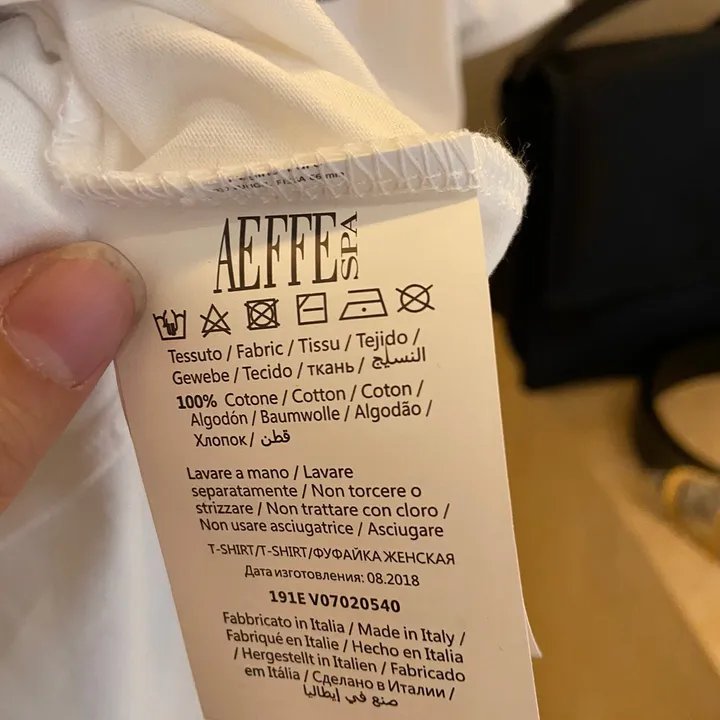 AEFFE SPA
Tessuto / Fabric / Tissu / Tejido /
Gewebe / Tecido / ткань / النسليج
100% Cotone / Cotton / Coton /
Algodón / Baumwolle / Algodão /
Хлопок / قطن
Lavare a mano / Lavare
separatamente / Non torcere o
strizzare / Non trattare con cloro /
Non usare asciugatrice / Asciugare
T-SHIRT/T-SHIRT/ФУФАЙКА ЖЕНСКАЯ
Дата изготовления: 08.2018
191E V07020540
Fabbricato in Italia / Made in Italy /
Fabriqué en Italie / Hecho en Italia
/ Hergestellt in Italien / Fabricado
em Itália / Сделано в Италии /
صنع في إيطاليا